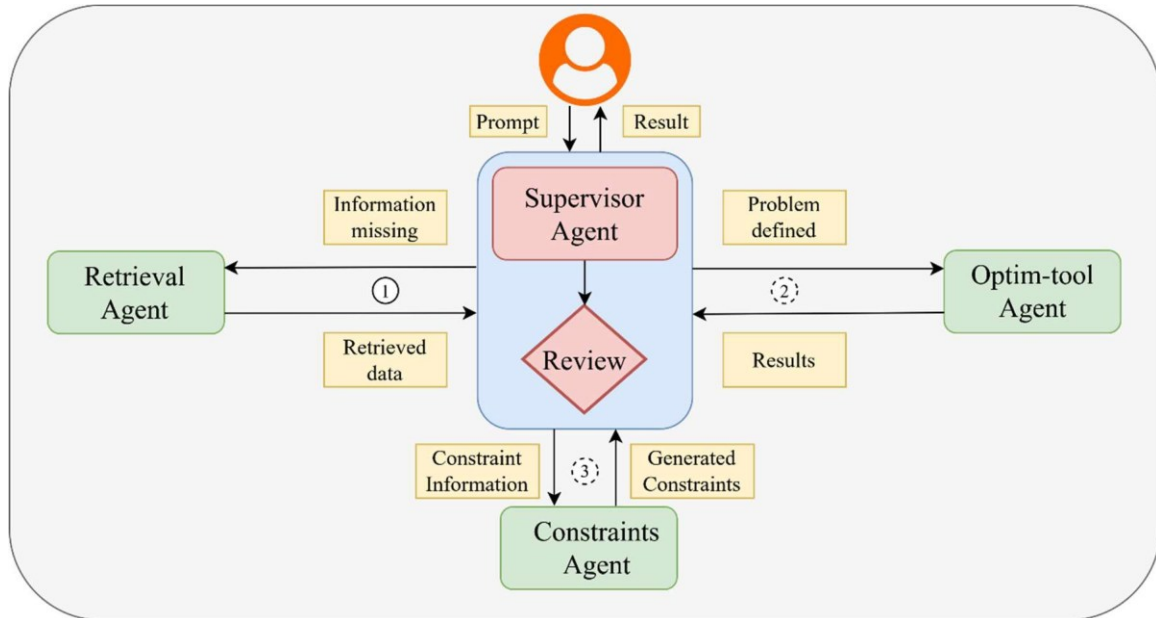 Prompt
Result
Supervisor
Agent
Information
missing
Problem
defined
Retrieval
Agent
1
2
Optim-tool
Agent
Retrieved
data
Review
Results
Constraint
Information
3
Generated
Constraints
Constraints
Agent